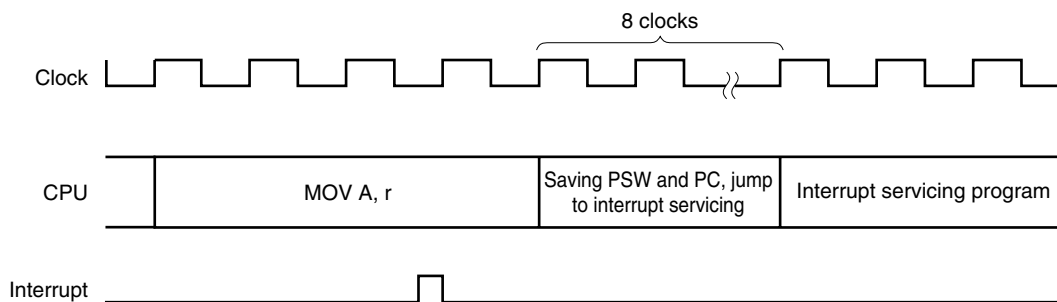 8 clocks
Clock
CPU
MOV A, r
Saving PSW and PC, jump
to interrupt servicing
Interrupt servicing program
Interrupt